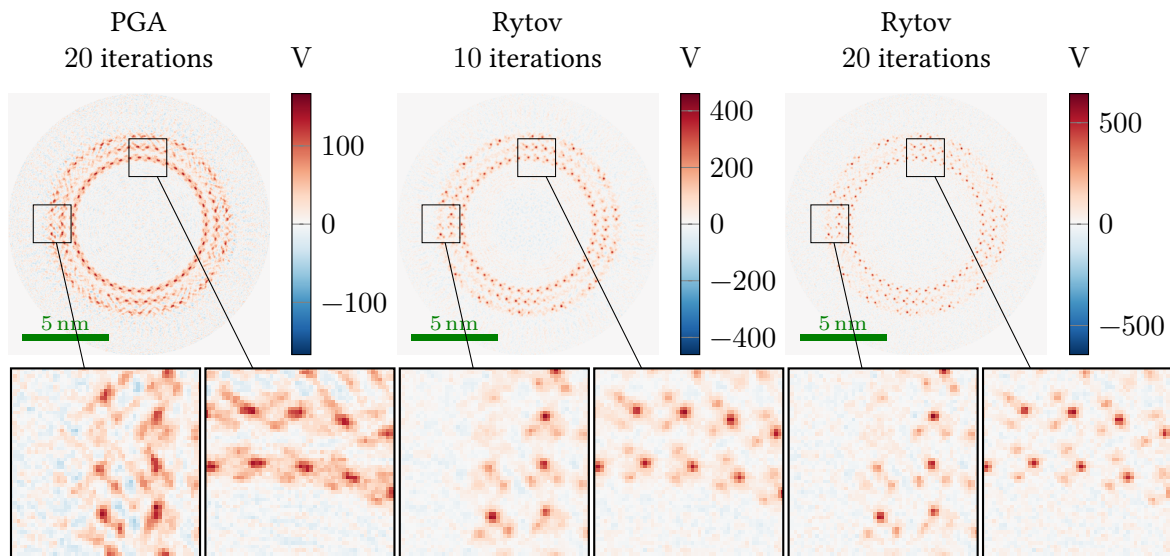 PGA
20 iterations
V
Rytov
10 iterations
V
Rytov
20 iterations
V
100
0
−100
5 nm
400
200
0
−200
−400
5 nm
500
0
−500
5 nm